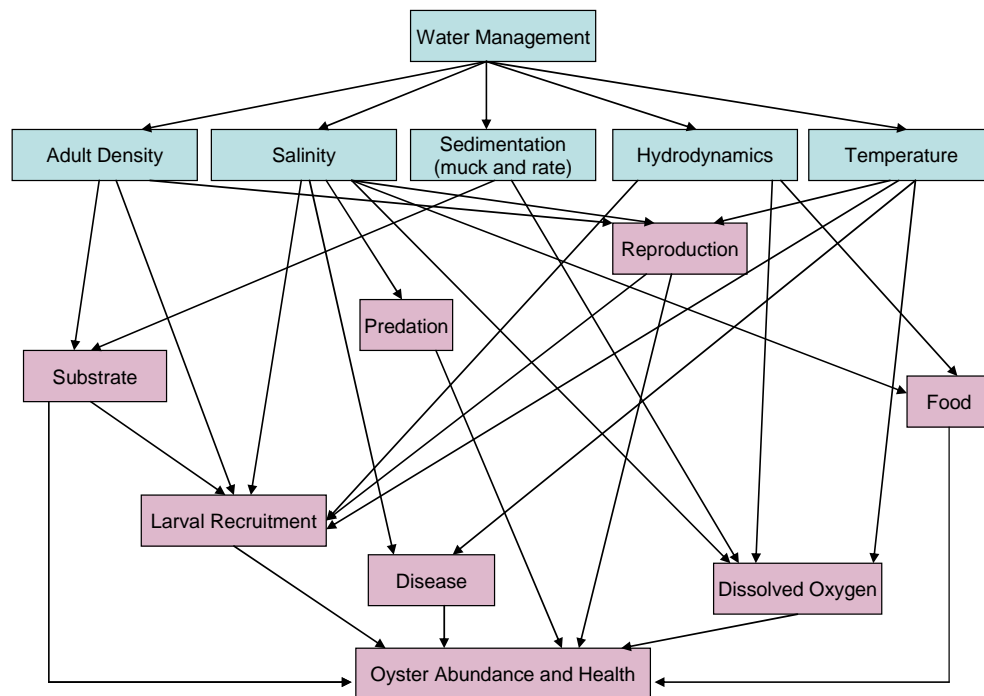 Water Management
Adult Density
Salinity
Sedimentation
(muck and rate)
Hydrodynamics
Temperature
Reproduction
Predation
Substrate
Food
Larval Recruitment
Disease
Dissolved Oxygen
Oyster Abundance and Health